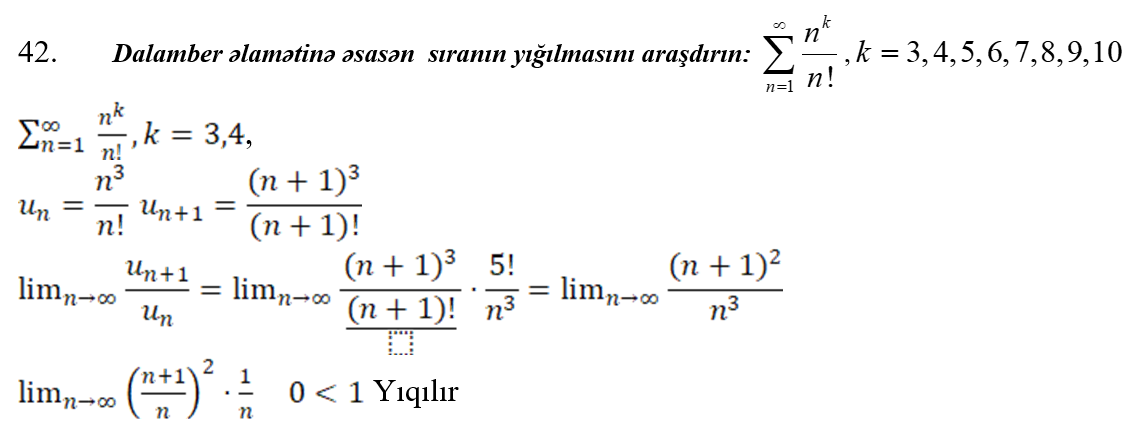 42. Dalamber əlamətinə əsasən sıranın yığılmasını araşdırın: $\sum_{n=1}^{\infty} \frac{n^k}{n!}, k = 3, 4, 5, 6, 7, 8, 9, 10$
$\sum_{n=1}^{\infty} \frac{n^k}{n!}, k = 3,4,$
$u_n = \frac{n^3}{n!} \; u_{n+1} = \frac{(n+1)^3}{(n+1)!}$
$\lim_{n \to \infty} \frac{u_{n+1}}{u_n} = \lim_{n \to \infty} \frac{(n+1)^3}{\underline{(n+1)!}} \cdot \frac{5!}{n^3} = \lim_{n \to \infty} \frac{(n+1)^2}{n^3}$
$\lim_{n \to \infty} \left(\frac{n+1}{n}\right)^2 \cdot \frac{1}{n} \quad 0 < 1$ Yıqılır